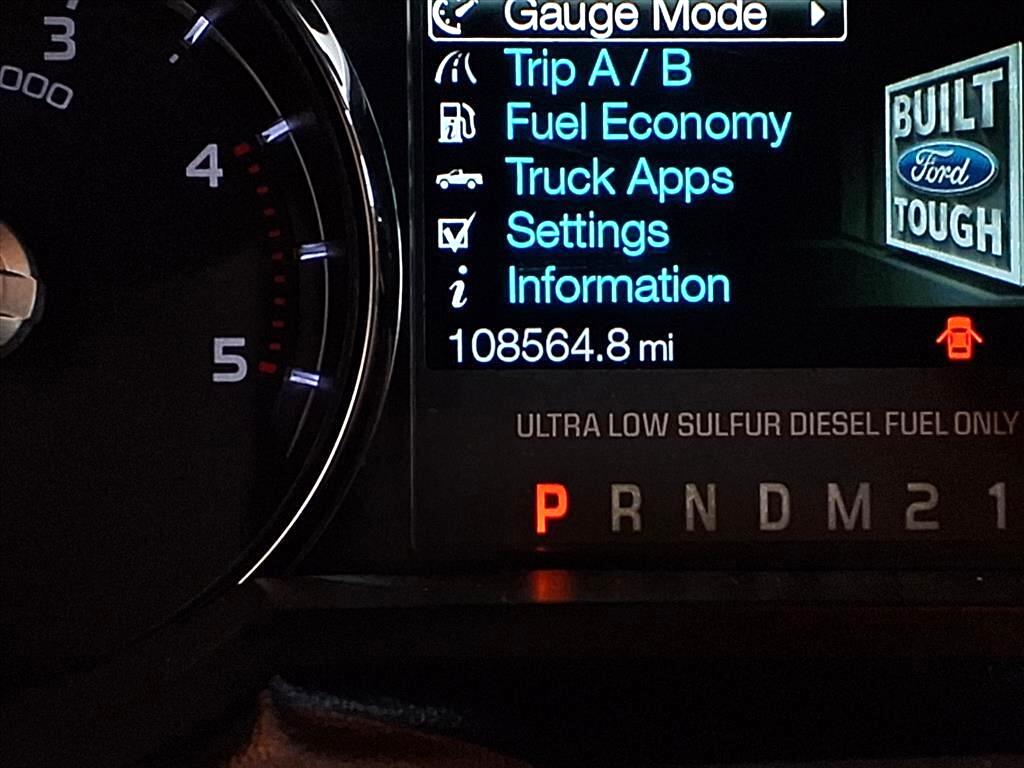 3
000
4
5
Gauge Mode
Trip A / B
Fuel Economy
Truck Apps
Settings
i Information
108564.8 mi
BUILT
Ford
TOUGH
ULTRA LOW SULFUR DIESEL FUEL ONLY
P R N D M 2 1